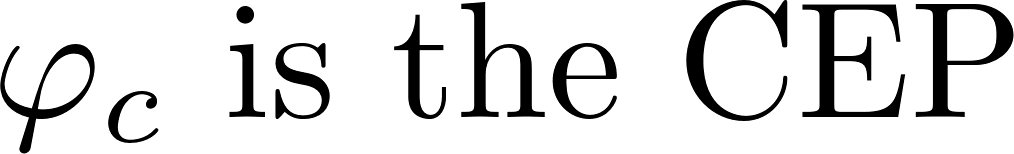 φ_c is the CEP